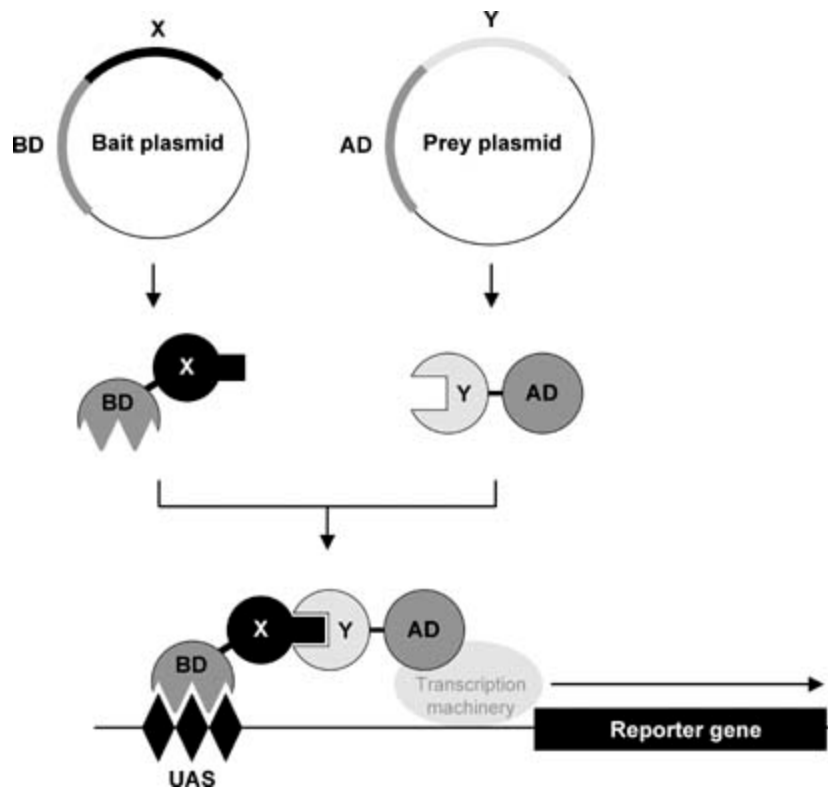 X
Y
BD
Bait plasmid
AD
Prey plasmid
X
BD
Y
AD
X
Y
AD
BD
Transcription
machinery
Reporter gene
UAS